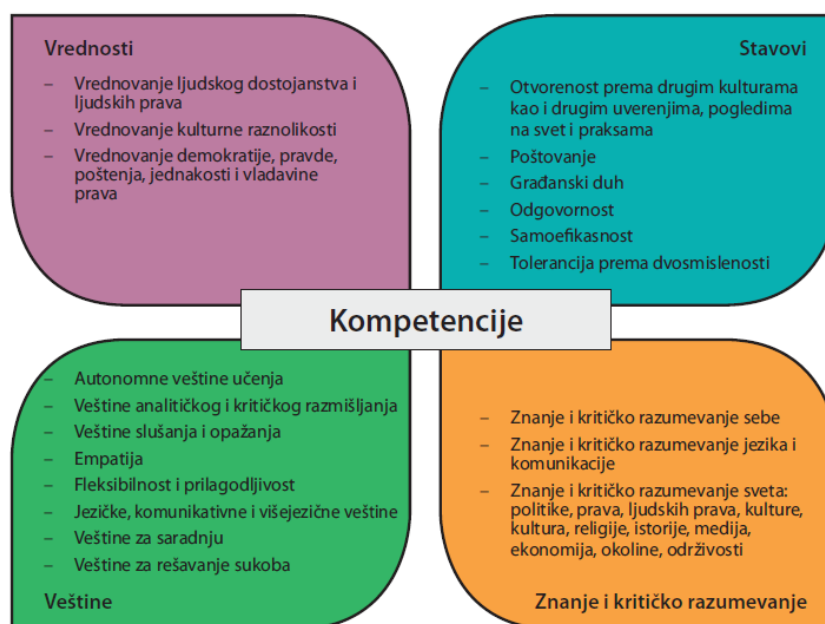 Vrednosti
– Vrednovanje ljudskog dostojanstva i
ljudskih prava
– Vrednovanje kulturne raznolikosti
– Vrednovanje demokratije, pravde,
poštenja, jednakosti i vladavine
prava
Stavovi
– Otvorenost prema drugim kulturama
kao i drugim uverenjima, pogledima
na svet i praksama
– Poštovanje
– Građanski duh
– Odgovornost
– Samoefikasnost
– Tolerancija prema dvosmislenosti
Kompetencije
– Autonomne veštine učenja
– Veštine analitičkog i kritičkog razmišljanja
– Veštine slušanja i opažanja
– Empatija
– Fleksibilnost i prilagodljivost
– Jezičke, komunikativne i višejezične veštine
– Veštine za saradnju
– Veštine za rešavanje sukoba
Veštine
– Znanje i kritičko razumevanje sebe
– Znanje i kritičko razumevanje jezika i
komunikacije
– Znanje i kritičko razumevanje sveta:
politike, prava, ljudskih prava, kulture,
kultura, religije, istorije, medija,
ekonomija, okoline, održivosti
Znanje i kritičko razumevanje